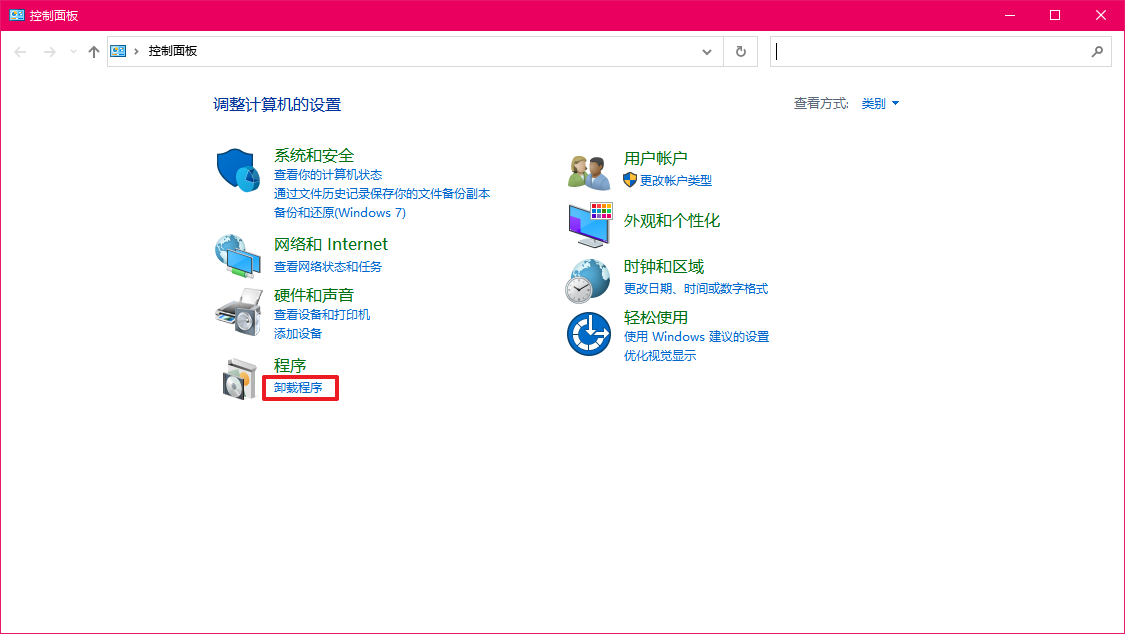 控制面板
控制面板
调整计算机的设置
查看方式: 类别
系统和安全
查看你的计算机状态
通过文件历史记录保存你的文件备份副本
备份和还原(Windows 7)
网络和 Internet
查看网络状态和任务
硬件和声音
查看设备和打印机
添加设备
程序
卸载程序
用户帐户
更改帐户类型
外观和个性化
时钟和区域
更改日期、时间或数字格式
轻松使用
使用 Windows 建议的设置
优化视觉显示